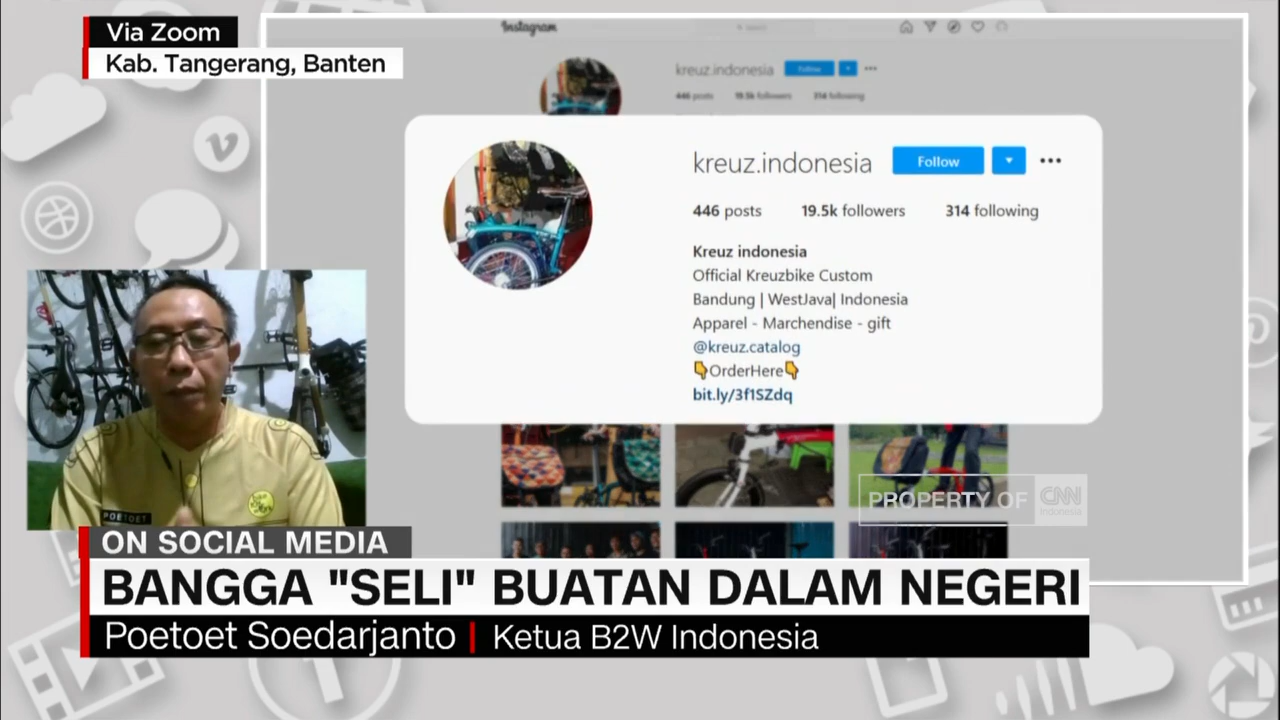 Via Zoom
Kab. Tangerang, Banten
Instagram
kreuz.indonesia Follow
446 posts 19.5k followers 314 following
kreuz.indonesia Follow
446 posts 19.5k followers 314 following
Kreuz indonesia
Official Kreuzbike Custom
Bandung | WestJava| Indonesia
Apparel - Marchendise - gift
@kreuz.catalog
👇OrderHere👇
bit.ly/3f1SZdq
PROPERTY OF CNN Indonesia
POETOET
ON SOCIAL MEDIA
BANGGA "SELI" BUATAN DALAM NEGERI
Poetoet Soedarjanto | Ketua B2W Indonesia